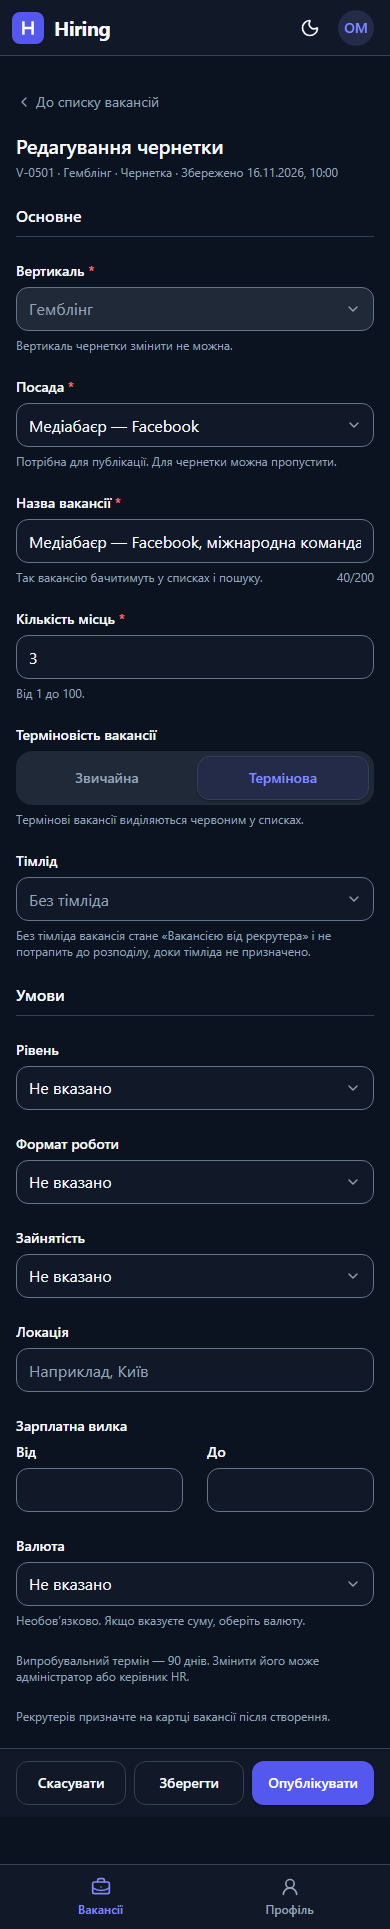 H Hiring OM
До списку вакансій
Редагування чернетки
V-0501 · Гемблінг · Чернетка · Збережено 16.11.2026, 10:00
Основне
Вертикаль *
Гемблінг
Вертикаль чернетки змінити не можна.
Посада *
Медіабаєр — Facebook
Потрібна для публікації. Для чернетки можна пропустити.
Назва вакансії *
Медіабаєр — Facebook, міжнародна команда
Так вакансію бачитимуть у списках і пошуку. 40/200
Кількість місць *
3
Від 1 до 100.
Терміновість вакансії
Звичайна Термінова
Термінові вакансії виділяються червоним у списках.
Тімлід
Без тімліда
Без тімліда вакансія стане «Вакансією від рекрутера» і не
потрапить до розподілу, доки тімліда не призначено.
Умови
Рівень
Не вказано
Формат роботи
Не вказано
Зайнятість
Не вказано
Локація
Наприклад, Київ
Зарплатна вилка
Від До
Валюта
Не вказано
Необов'язково. Якщо вказуєте суму, оберіть валюту.
Випробувальний термін — 90 днів. Змінити його може
адміністратор або керівник HR.
Рекрутерів призначте на картці вакансії після створення.
Скасувати Зберегти Опублікувати
Вакансії Профіль